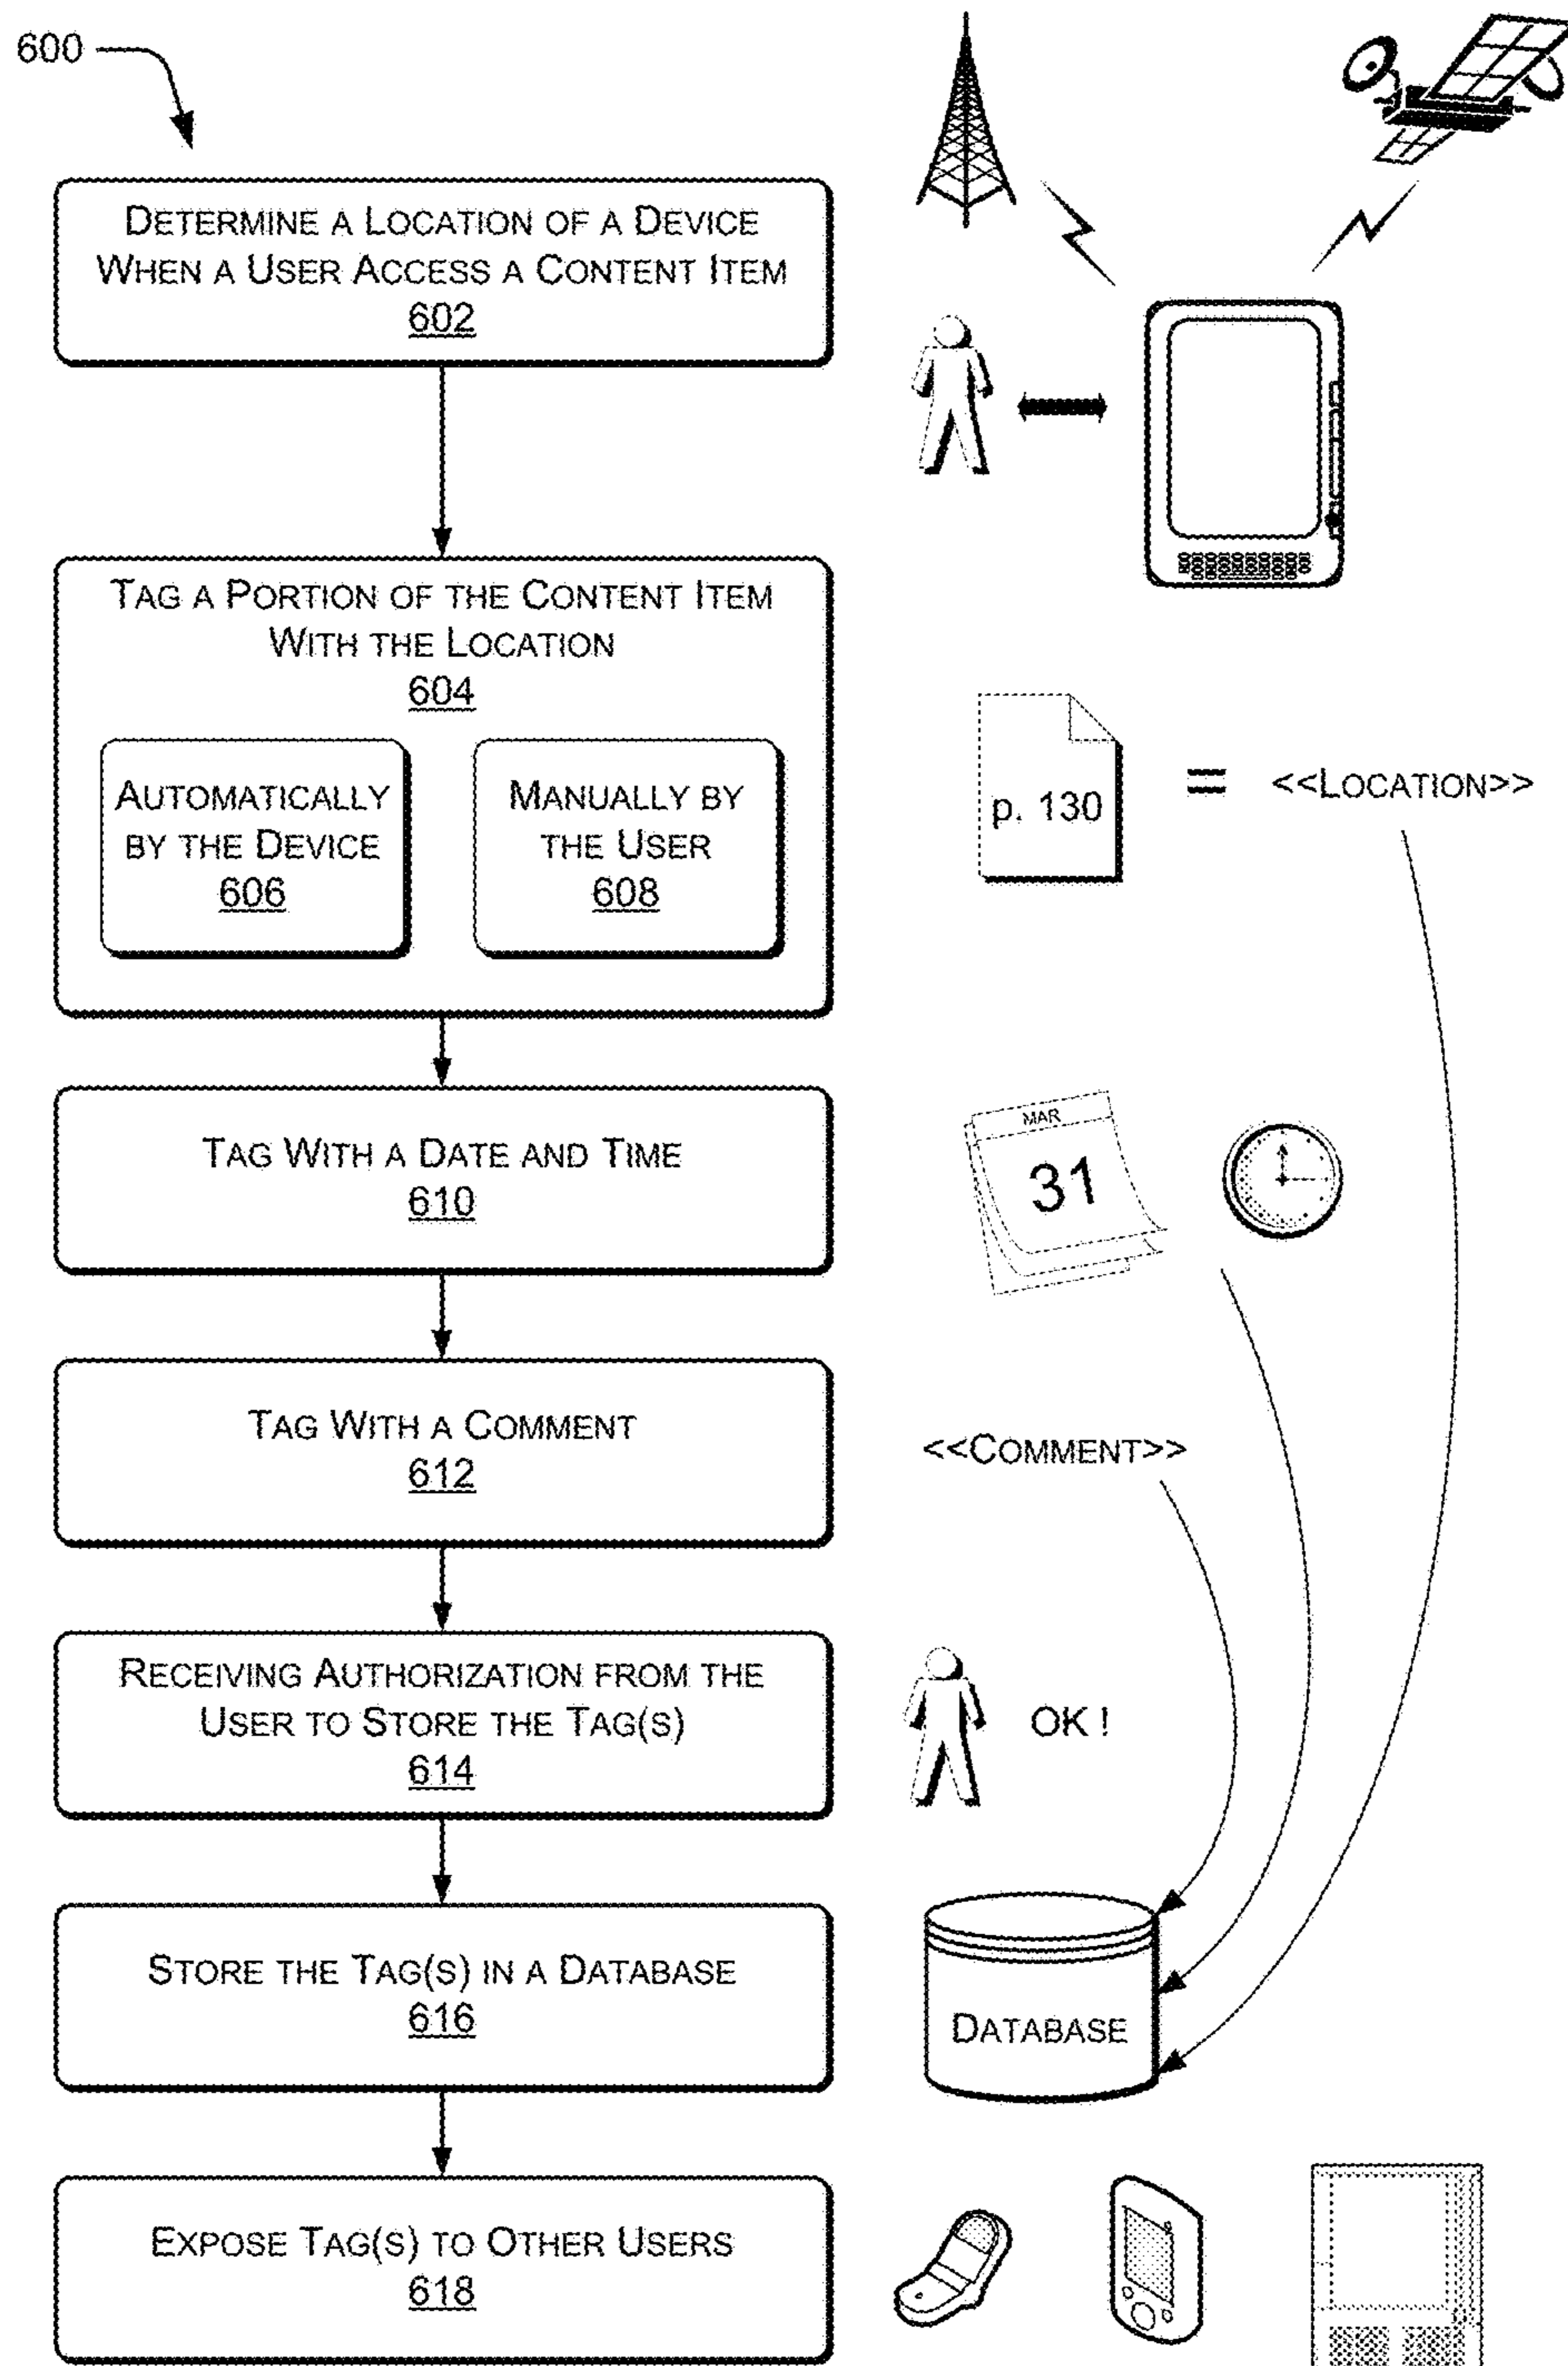 600
DETERMINE A LOCATION OF A DEVICE
WHEN A USER ACCESS A CONTENT ITEM
602
TAG A PORTION OF THE CONTENT ITEM
WITH THE LOCATION
604
AUTOMATICALLY
BY THE DEVICE
606
MANUALLY BY
THE USER
608
p. 130
=
<<LOCATION>>
TAG WITH A DATE AND TIME
610
MAR
31
TAG WITH A COMMENT
612
<<COMMENT>>
RECEIVING AUTHORIZATION FROM THE
USER TO STORE THE TAG(S)
614
OK !
STORE THE TAG(S) IN A DATABASE
616
DATABASE
EXPOSE TAG(S) TO OTHER USERS
618